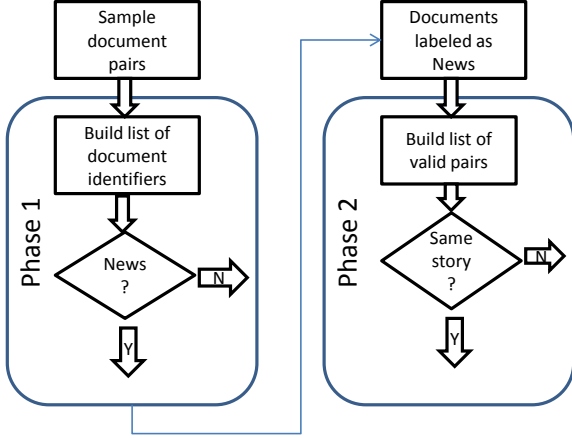 Sample
document
pairs
Build list of
document
identifiers
Phase 1
News
?
N
Y
Documents
labeled as
News
Build list of
valid pairs
Phase 2
Same
story
?
N
Y